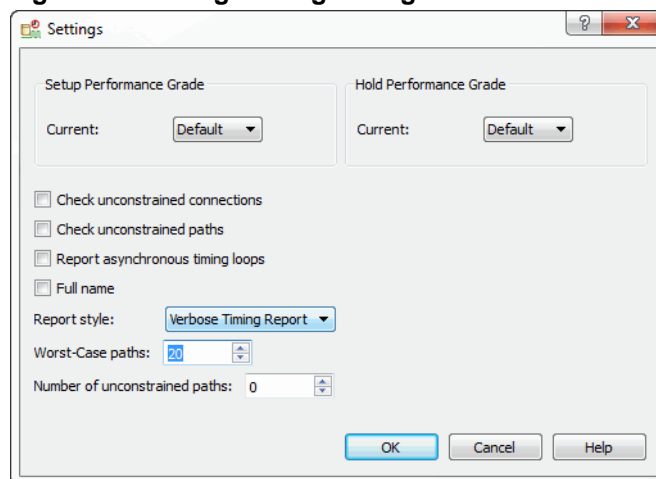 Settings
Setup Performance Grade
Current: Default
Hold Performance Grade
Current: Default
Check unconstrained connections
Check unconstrained paths
Report asynchronous timing loops
Full name
Report style: Verbose Timing Report
Worst-Case paths: 20
Number of unconstrained paths: 0
OK Cancel Help